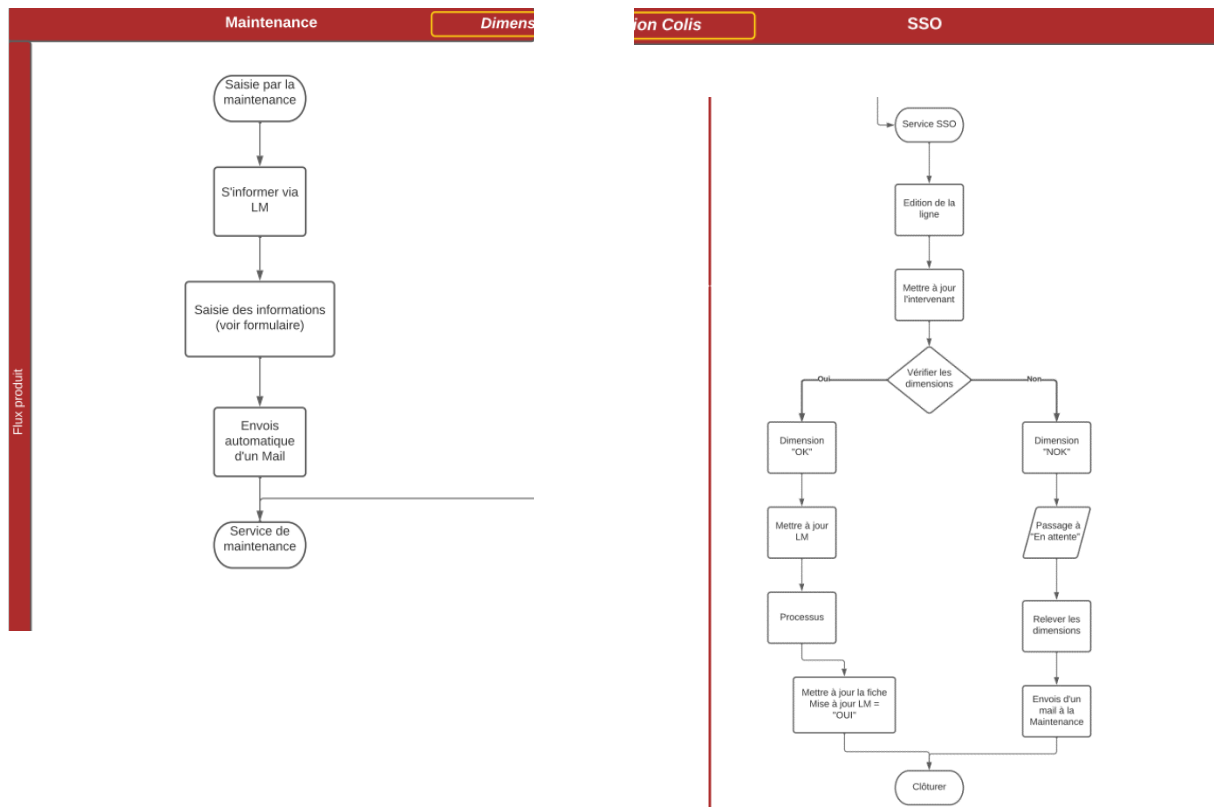 Maintenance
Dimens
Flux produit
Saisie par la
maintenance
S'informer via
LM
Saisie des informations
(voir formulaire)
Envois
automatique
d'un Mail
Service de
maintenance
ion Colis
SSO
Service SSO
Edition de la
ligne
Mettre à jour
l'intervenant
Vérifier les
dimensions
Oui
Non
Dimension
"OK"
Dimension
"NOK"
Mettre à jour
LM
Passage à
"En attente"
Processus
Relever les
dimensions
Mettre à jour la fiche
Mise à jour LM =
"OUI"
Envois d'un
mail à la
Maintenance
Clôturer